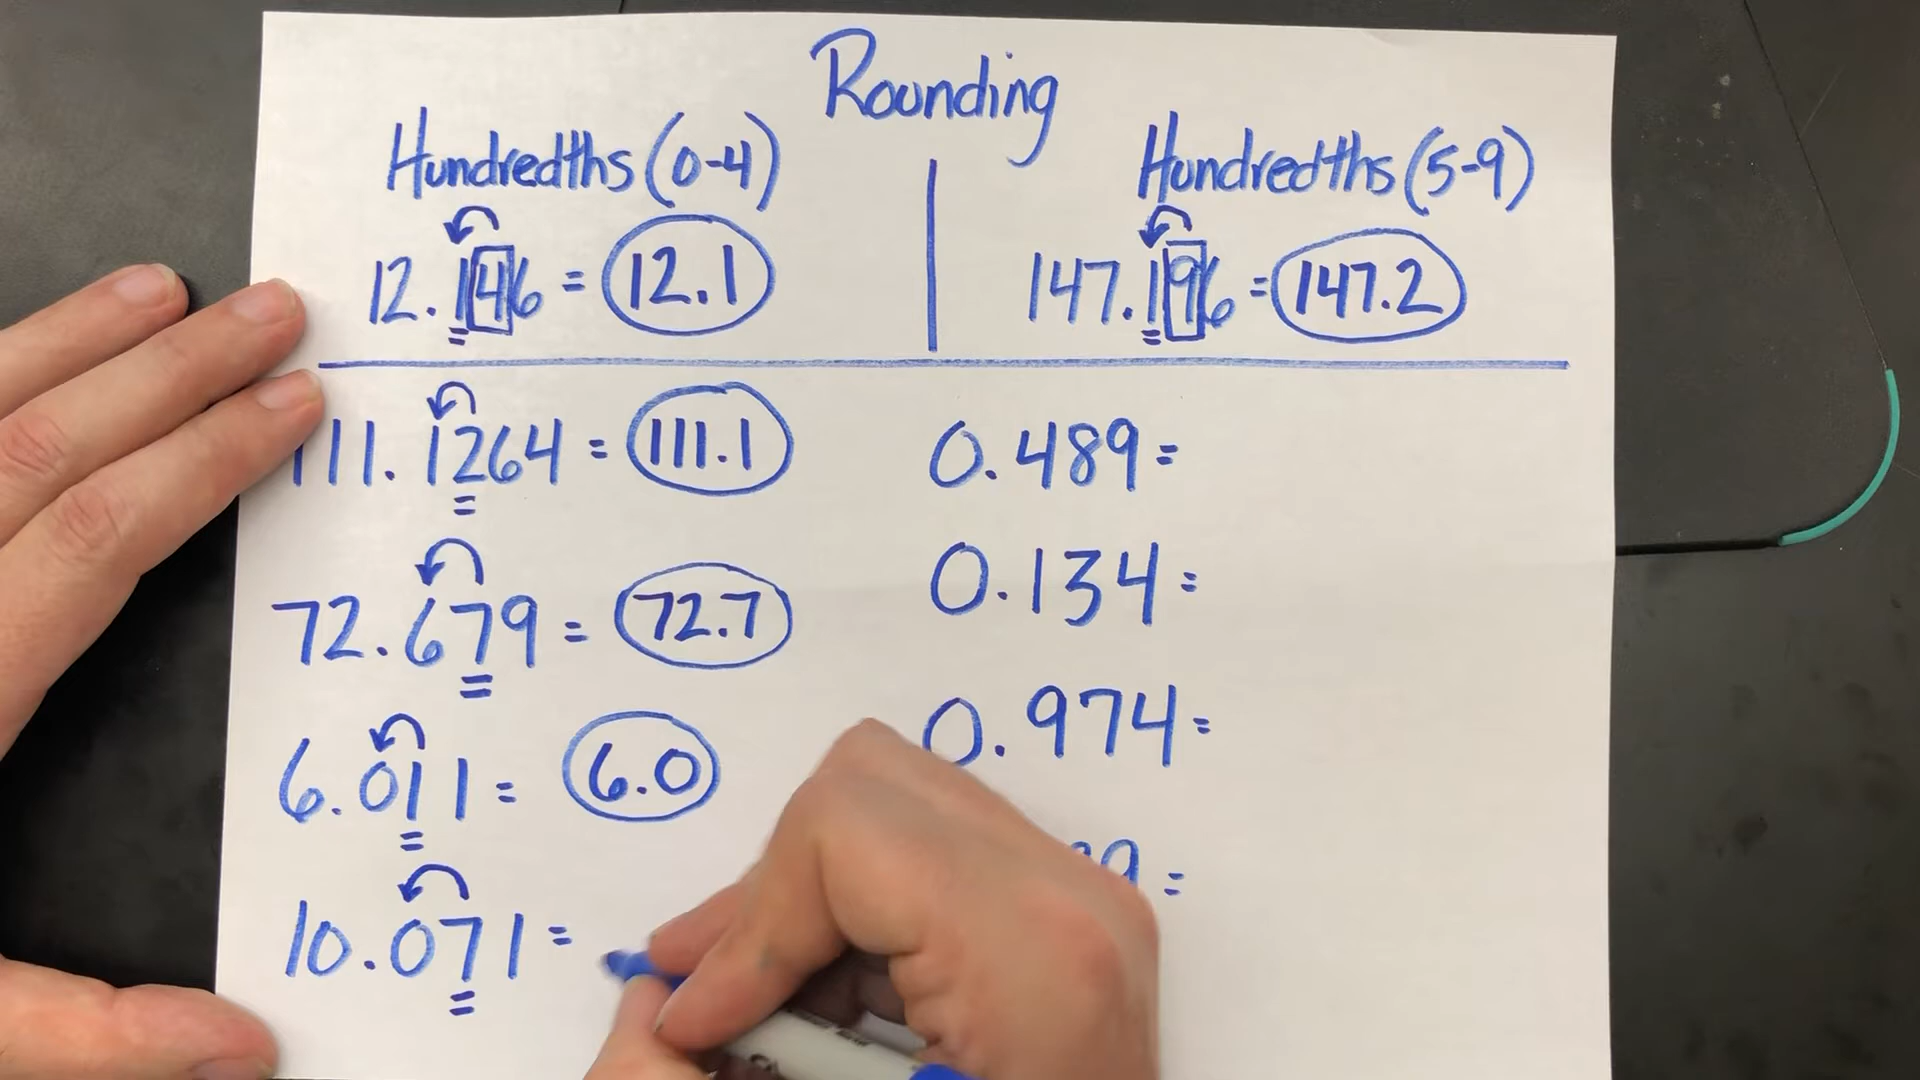 Rounding
Hundredths (0-4)
12.146 = 12.1
Hundredths (5-9)
147.196 = 147.2
111.1264 = 111.1
72.679 = 72.7
6.011 = 6.0
10.071 =
0.489 =
0.134 =
0.974 =
9 =